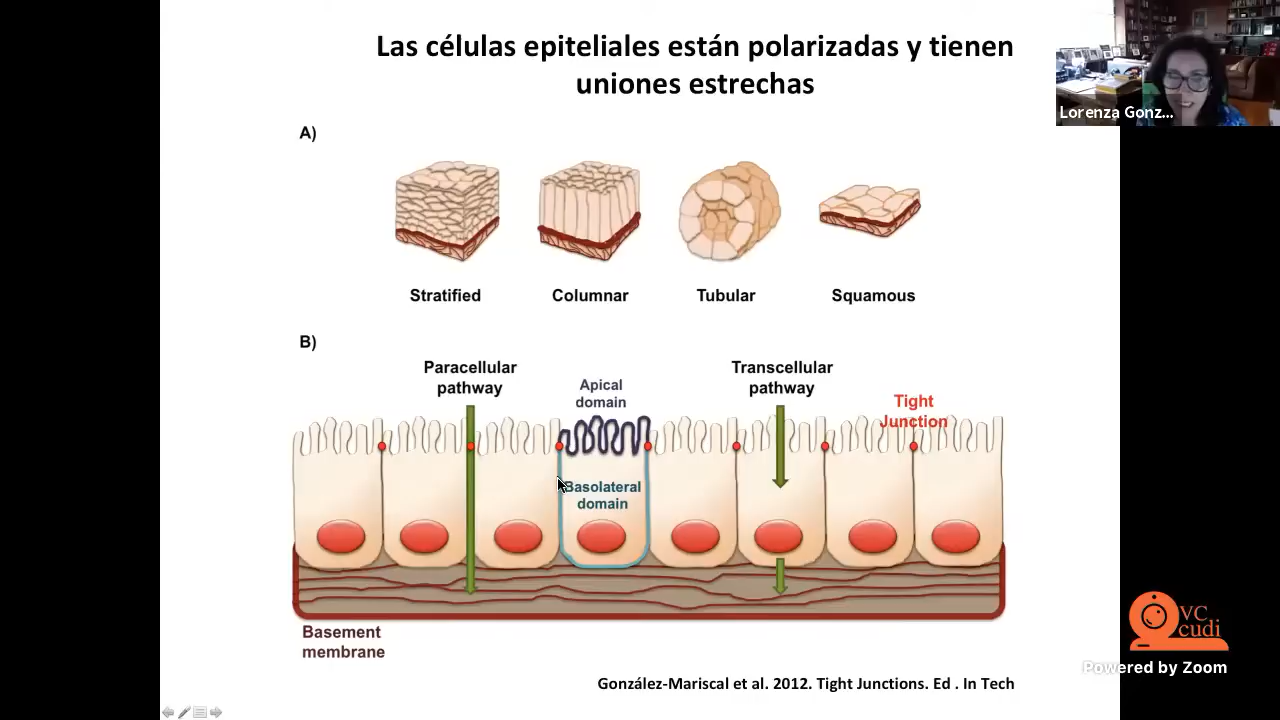 Las células epiteliales están polarizadas y tienen
uniones estrechas
Lorenza Gonz...
A)
Stratified
Columnar
Tubular
Squamous
B)
Paracellular
pathway
Apical
domain
Transcellular
pathway
Tight
Junction
Basolateral
domain
Basement
membrane
González-Mariscal et al. 2012. Tight Junctions. Ed . In Tech
VC
cudi
Powered by Zoom